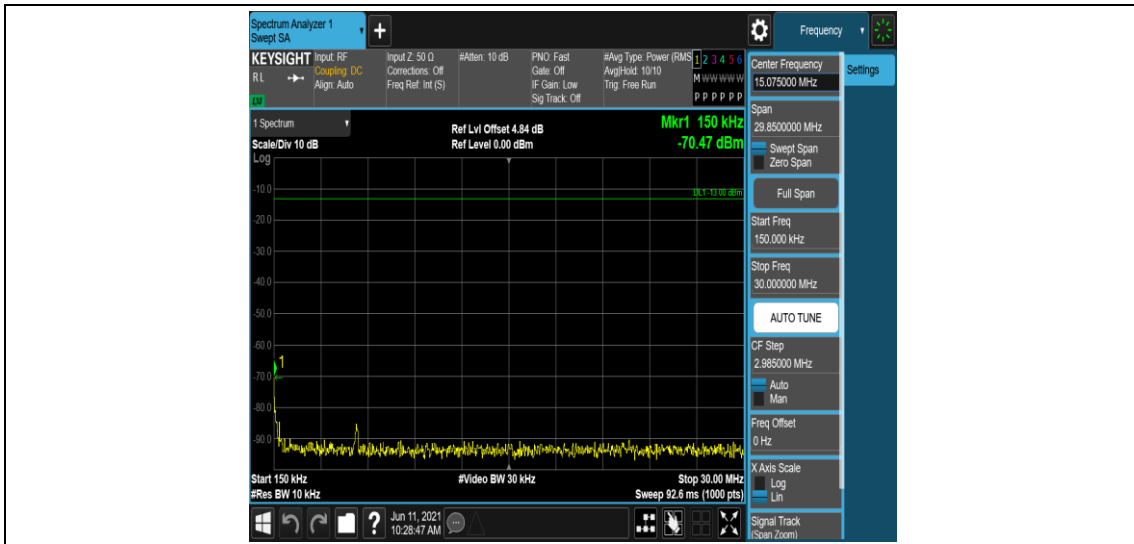 Spectrum Analyzer 1
Swept SA
+
Frequency
KEYSIGHT Input: RF Input Z: 50 Ω #Atten: 10 dB PNO: Fast #Avg Type: Power (RMS 1 2 3 4 5 6
RL Coupling: DC Corrections: Off Gate: Off Avg|Hold: 10/10 M W W W W W
Align: Auto Freq Ref: Int (S) IF Gain: Low Trig: Free Run
Sig Track: Off P P P P P P
LXI
1 Spectrum
Scale/Div 10 dB
Log
Ref Lvl Offset 4.84 dB
Ref Level 0.00 dBm
Mkr1 150 kHz
-70.47 dBm
DL1 -13.00 dBm
-10.0
-20.0
-30.0
-40.0
-50.0
-60.0
-70.0
-80.0
-90.0
1
Start 150 kHz #Video BW 30 kHz Stop 30.00 MHz
#Res BW 10 kHz Sweep 92.6 ms (1000 pts)
? Jun 11, 2021
10:28:47 AM
Center Frequency
15.075000 MHz
Settings
Span
29.8500000 MHz
Swept Span
Zero Span
Full Span
Start Freq
150.000 kHz
Stop Freq
30.000000 MHz
AUTO TUNE
CF Step
2.985000 MHz
Auto
Man
Freq Offset
0 Hz
X Axis Scale
Log
Lin
Signal Track
(Span Zoom)